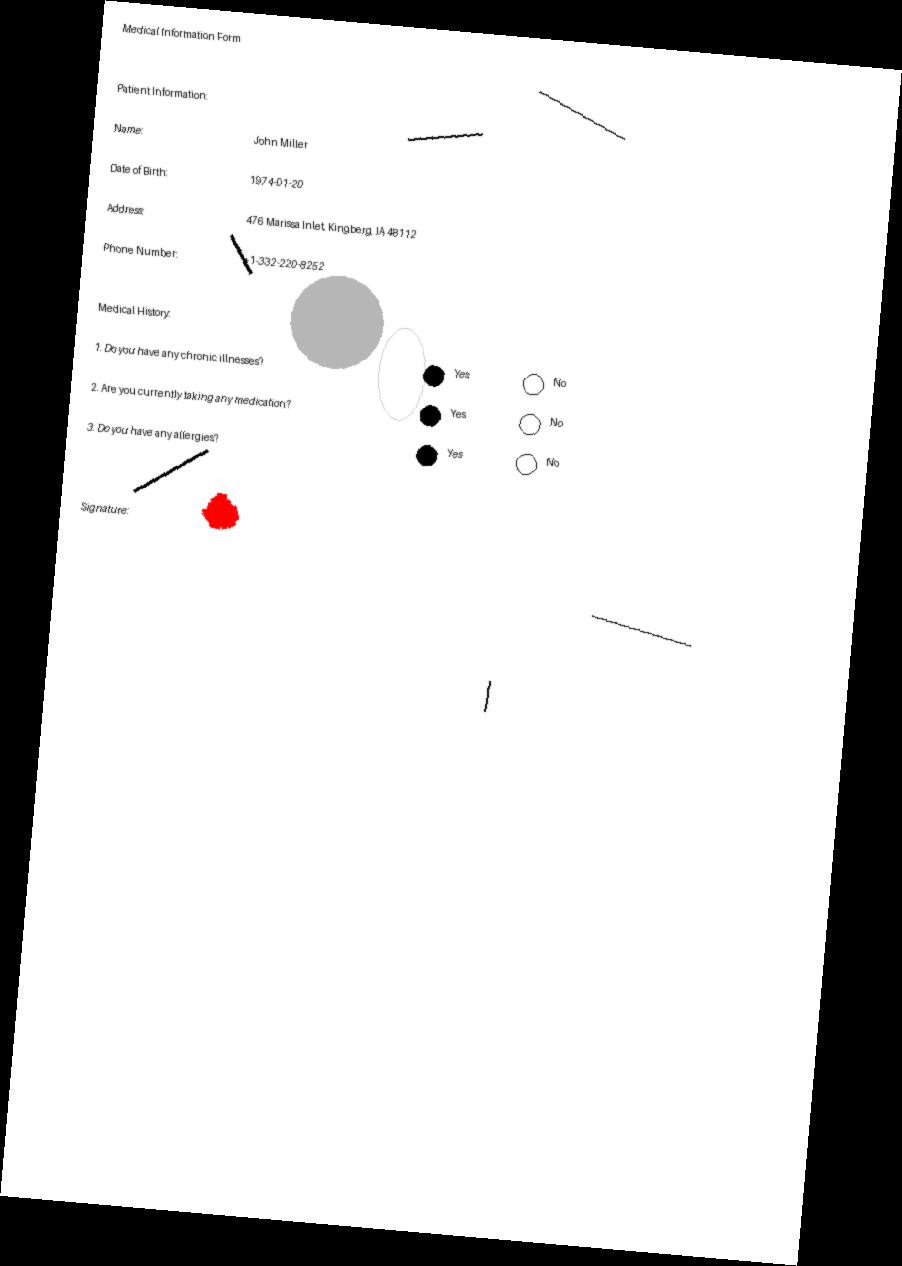 Medical Information Form
Patient Information:
Name: John Miller
Date of Birth: 1974-01-20
Address: 476 Marissa Inlet, Kingberg, IA 48112
Phone Number: 1-332-220-8252
Medical History:
1. Do you have any chronic illnesses? Yes No
2. Are you currently taking any medication? Yes No
3. Do you have any allergies? Yes No
Signature: